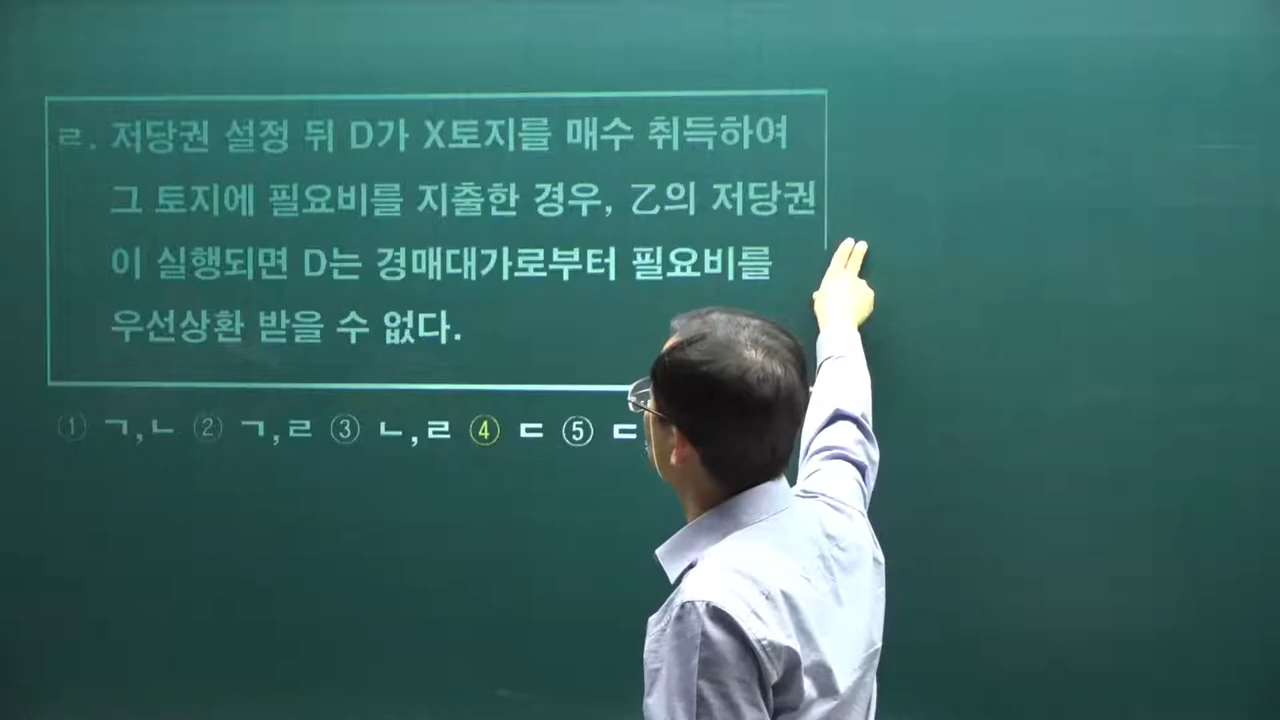 ㄹ. 저당권 설정 뒤 D가 X토지를 매수 취득하여
그 토지에 필요비를 지출한 경우, 乙의 저당권
이 실행되면 D는 경매대가로부터 필요비를
우선상환 받을 수 없다.
① ㄱ,ㄴ ② ㄱ,ㄹ ③ ㄴ,ㄹ ④ ㄷ ⑤ ㄷ